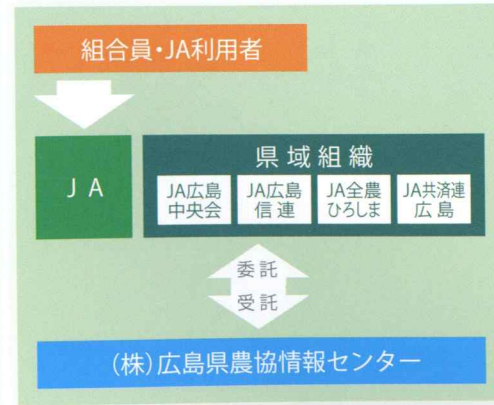 組合員・JA利用者
JA
県域組織
JA広島
中央会
JA広島
信連
JA全農
ひろしま
JA共済連
広島
委託
受託
(株)広島県農協情報センター